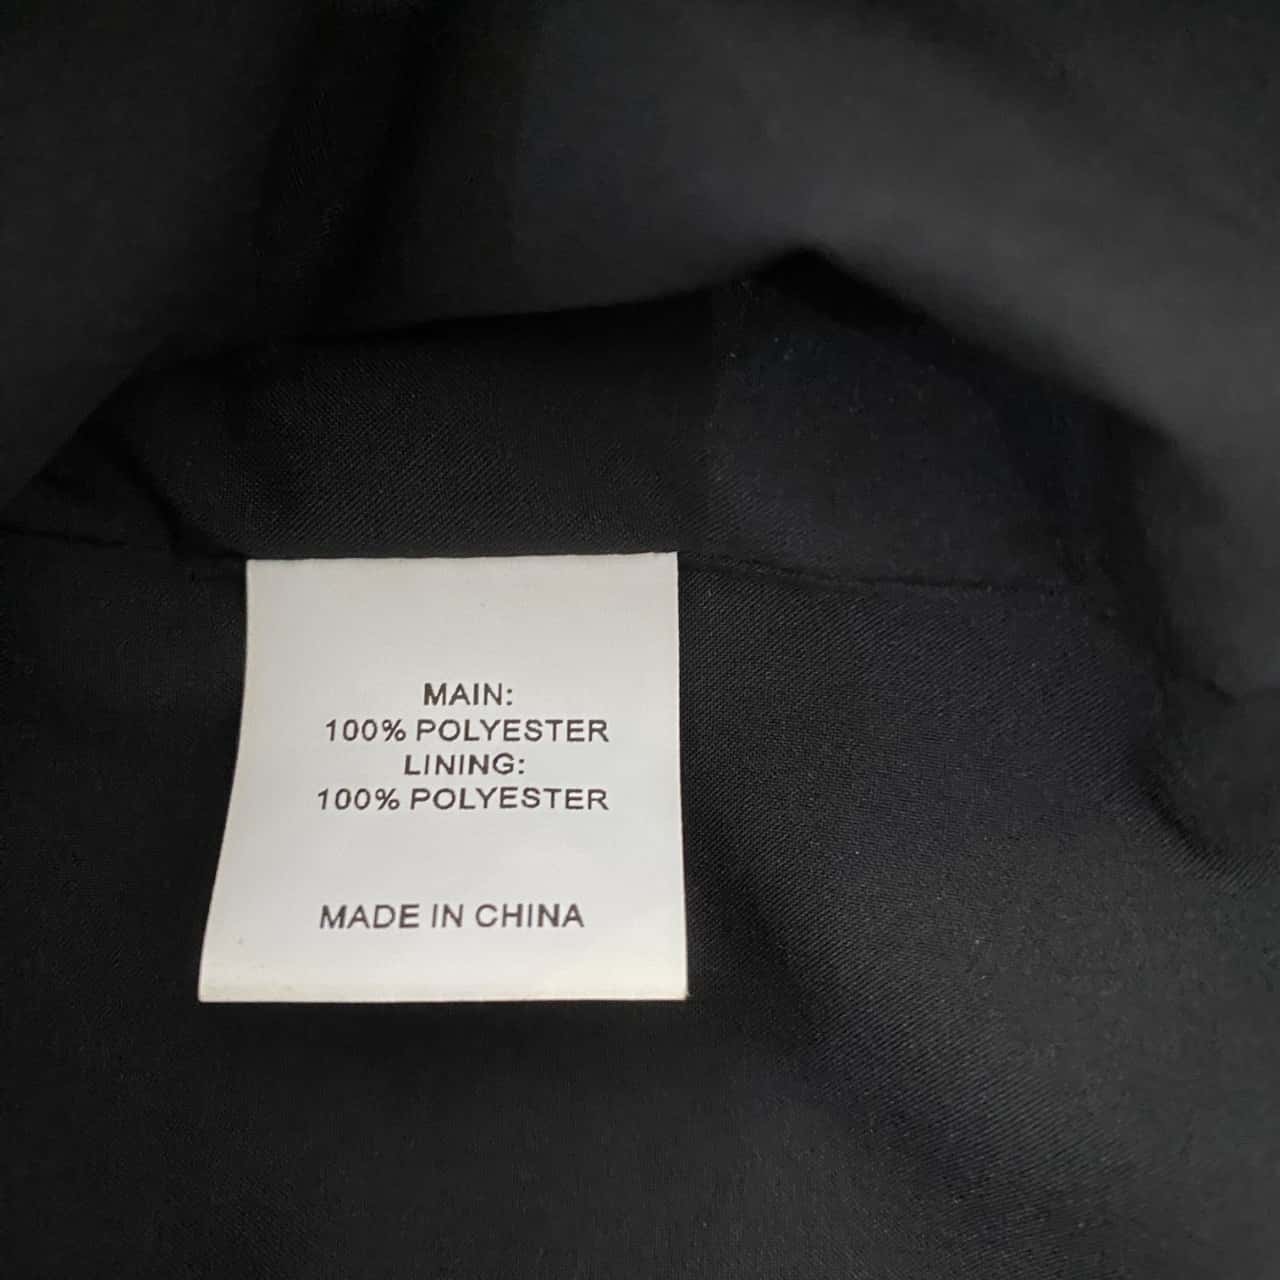 MAIN:
100% POLYESTER
LINING:
100% POLYESTER
MADE IN CHINA